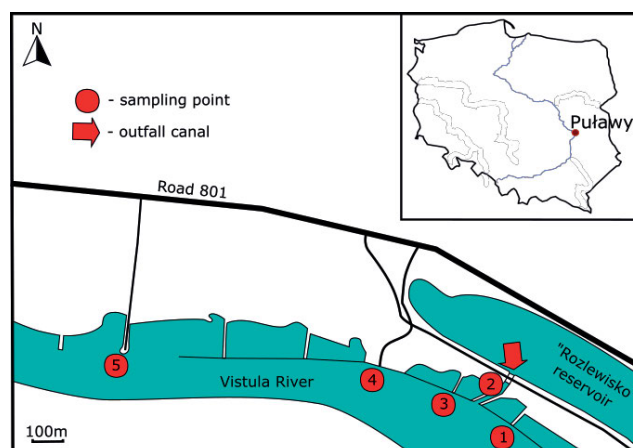 N
- sampling point
- outfall canal
Puławy
Road 801
"Rozlewisko
reservoir
Vistula River
5
4
3
2
1
100m